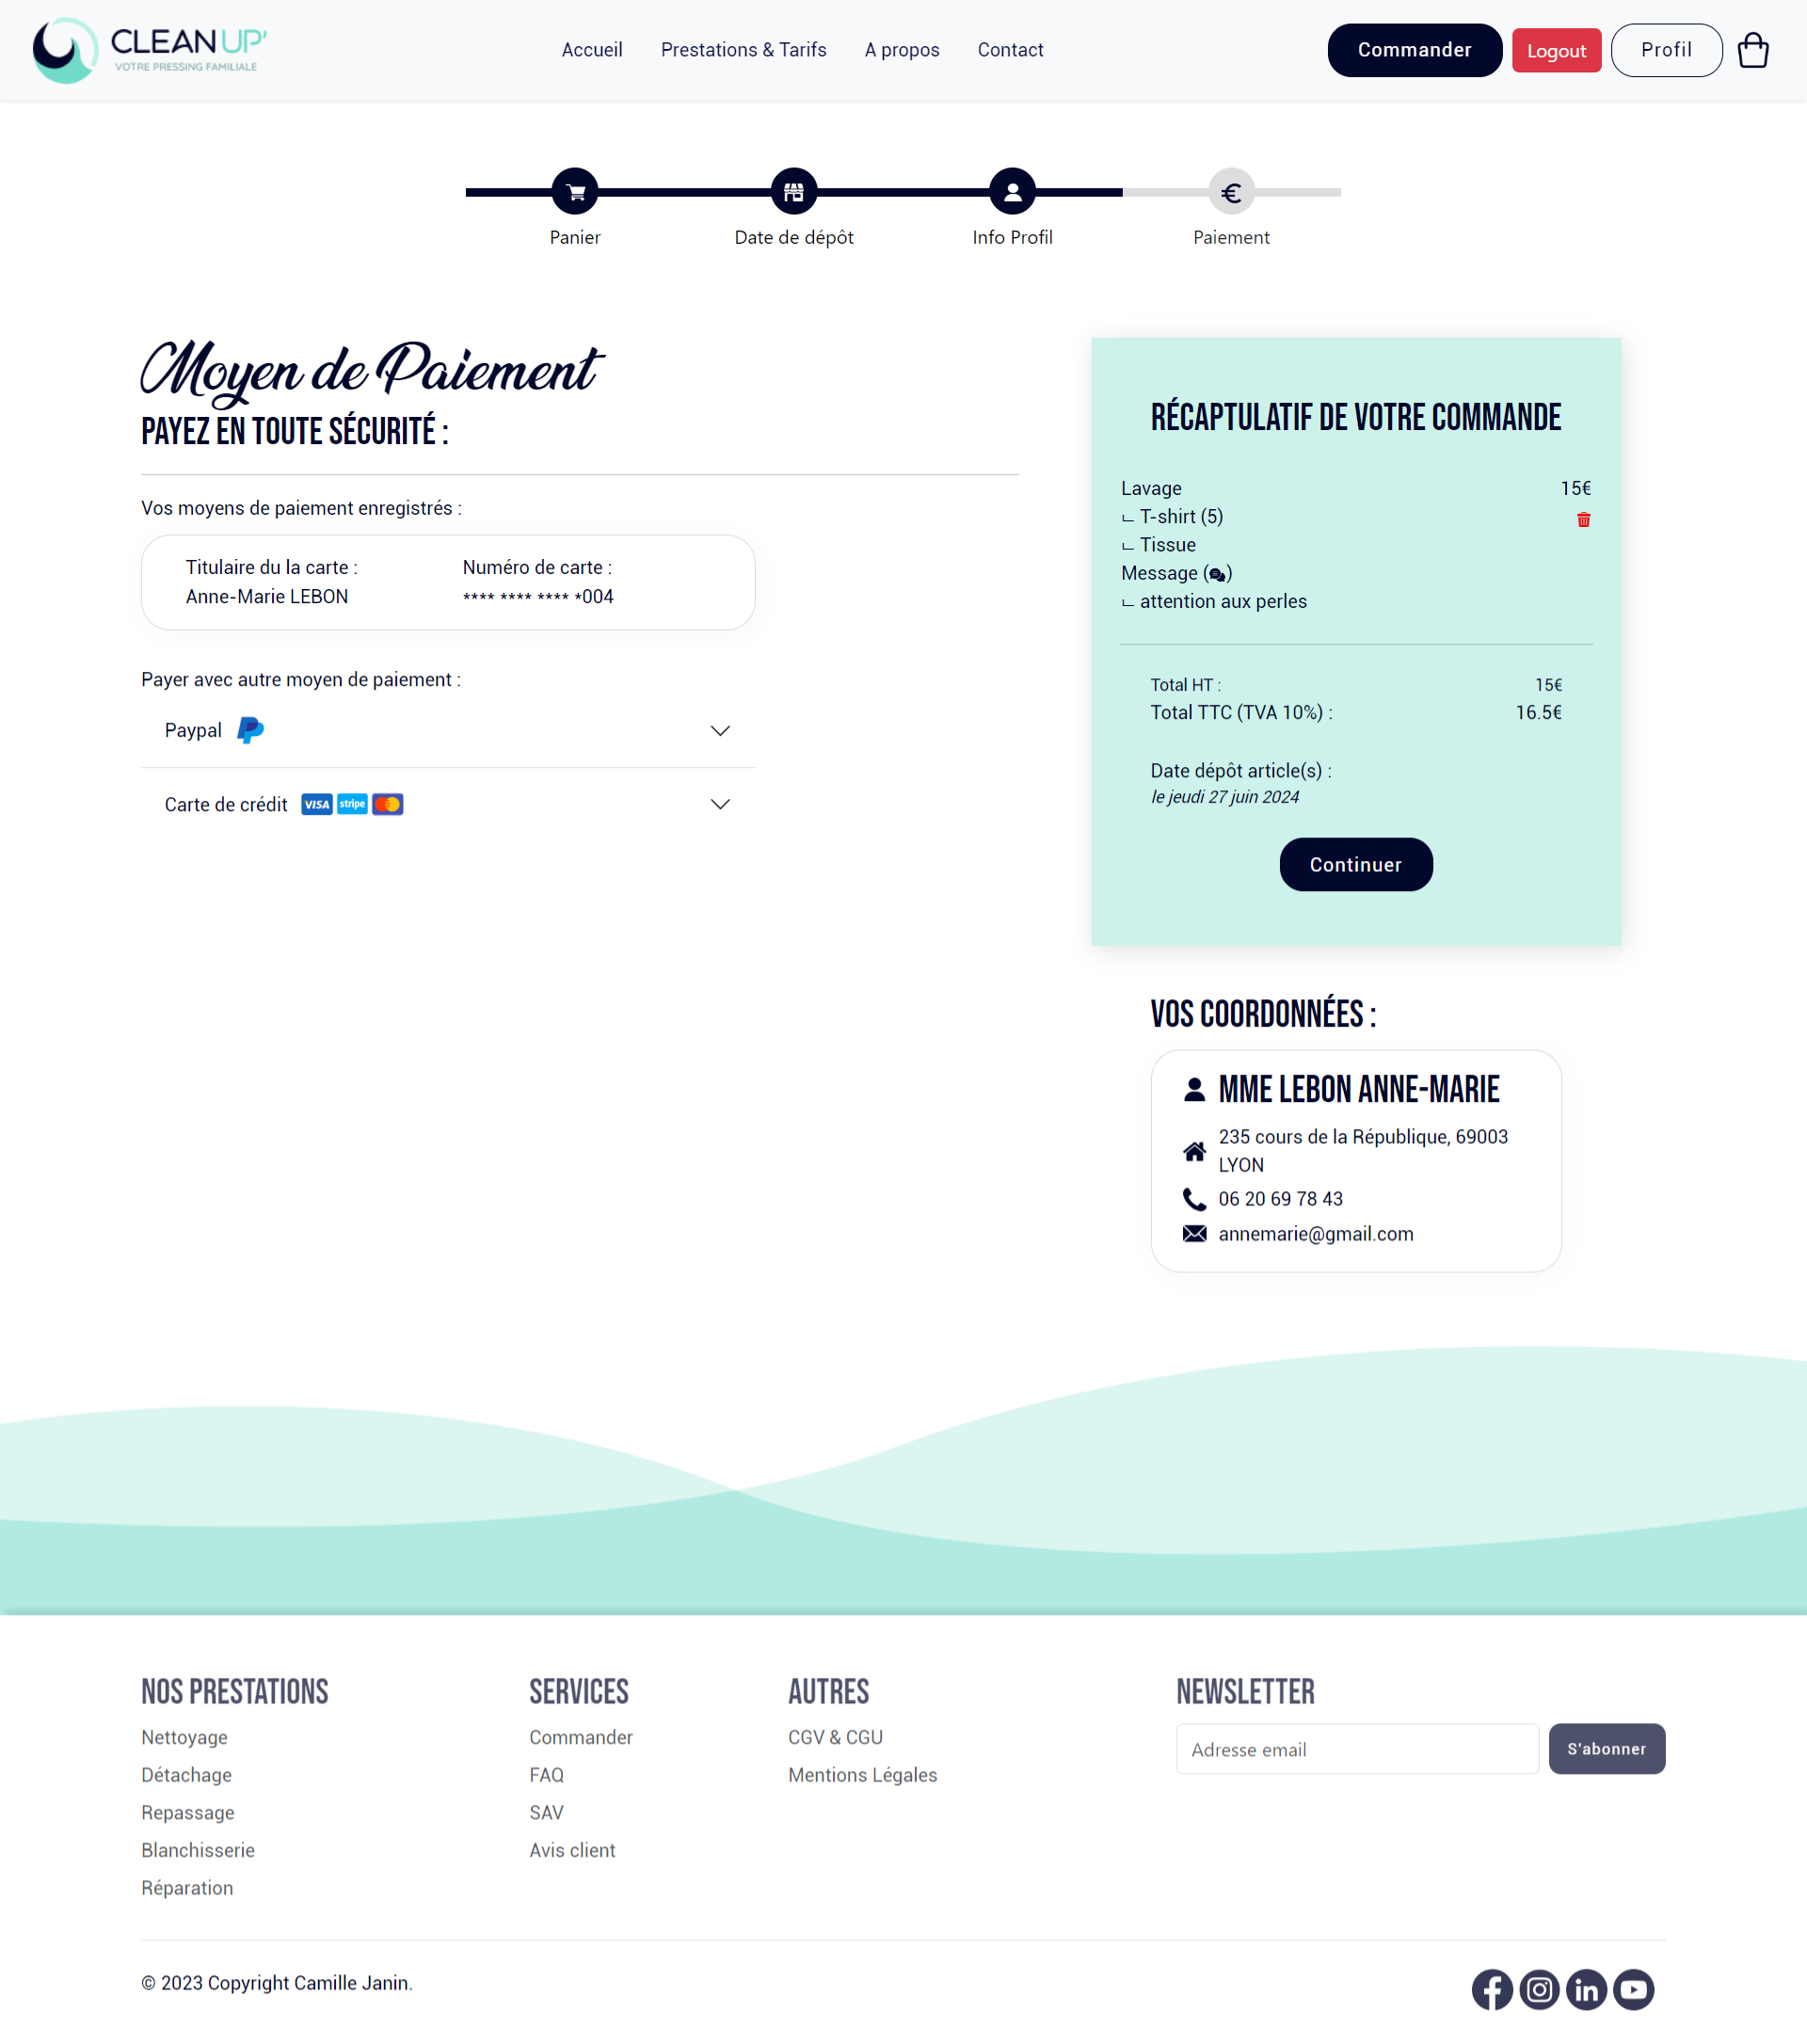 CLEAN UP'
VOTRE PRESSING FAMILIALE
Accueil
Prestations & Tarifs
A propos
Contact
Commander
Logout
Profil
Panier
Date de dépôt
Info Profil
€
Paiement
Moyen de Paiement
PAYEZ EN TOUTE SÉCURITÉ :
Vos moyens de paiement enregistrés :
Titulaire du la carte :
Anne-Marie LEBON
Numéro de carte :
**** **** **** *004
Payer avec autre moyen de paiement :
Paypal
Carte de crédit VISA stripe
RÉCAPTULATIF DE VOTRE COMMANDE
Lavage 15€
∟ T-shirt (5)
∟ Tissue
Message ()
∟ attention aux perles
Total HT : 15€
Total TTC (TVA 10%) : 16.5€
Date dépôt article(s) :
le jeudi 27 juin 2024
Continuer
VOS COORDONNÉES :
MME LEBON ANNE-MARIE
235 cours de la République, 69003
LYON
06 20 69 78 43
annemarie@gmail.com
NOS PRESTATIONS
Nettoyage
Détachage
Repassage
Blanchisserie
Réparation
SERVICES
Commander
FAQ
SAV
Avis client
AUTRES
CGV & CGU
Mentions Légales
NEWSLETTER
Adresse email
S'abonner
© 2023 Copyright Camille Janin.